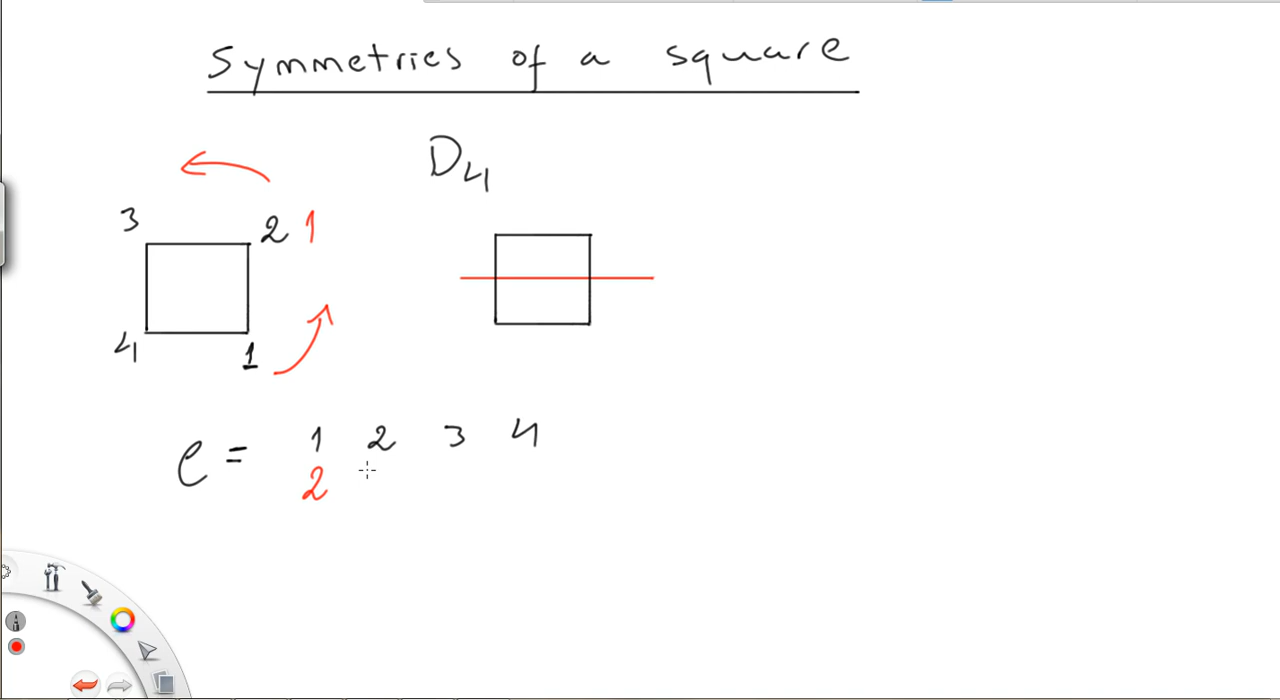 Symmetries of a square
D4
3 2 1
4 1
e = 1 2 3 4
2